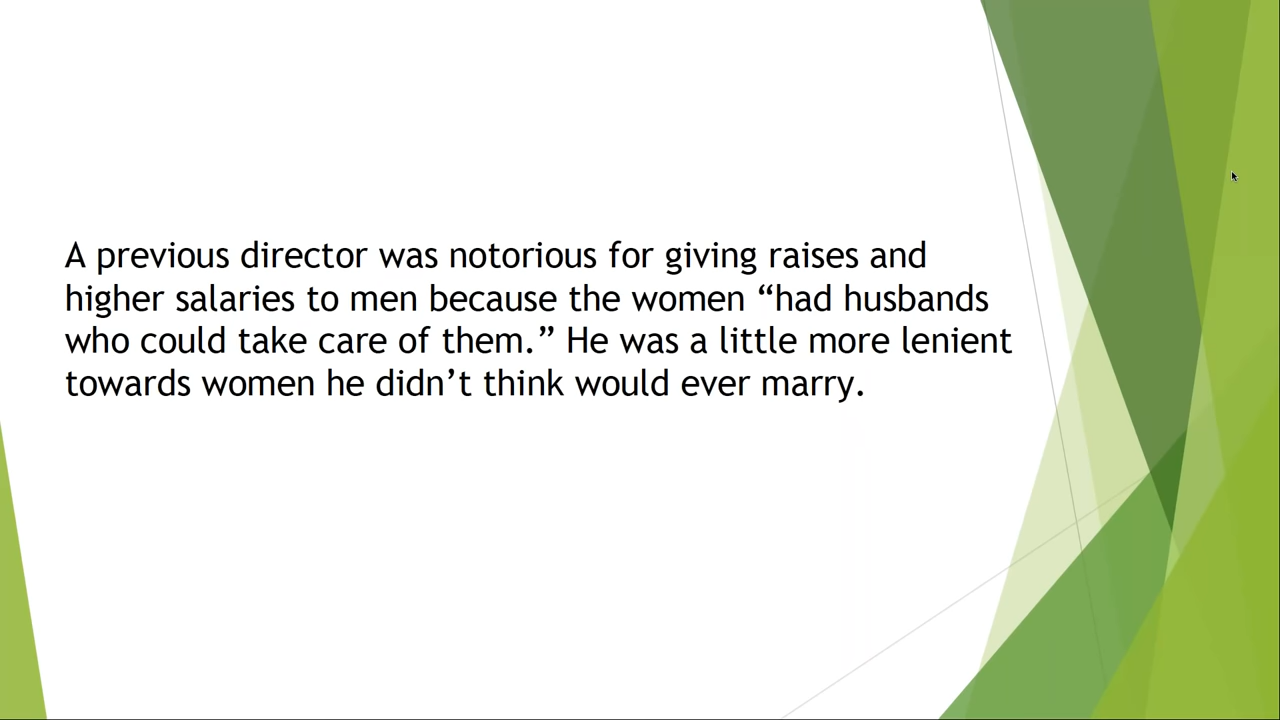 A previous director was notorious for giving raises and
higher salaries to men because the women “had husbands
who could take care of them.” He was a little more lenient
towards women he didn’t think would ever marry.